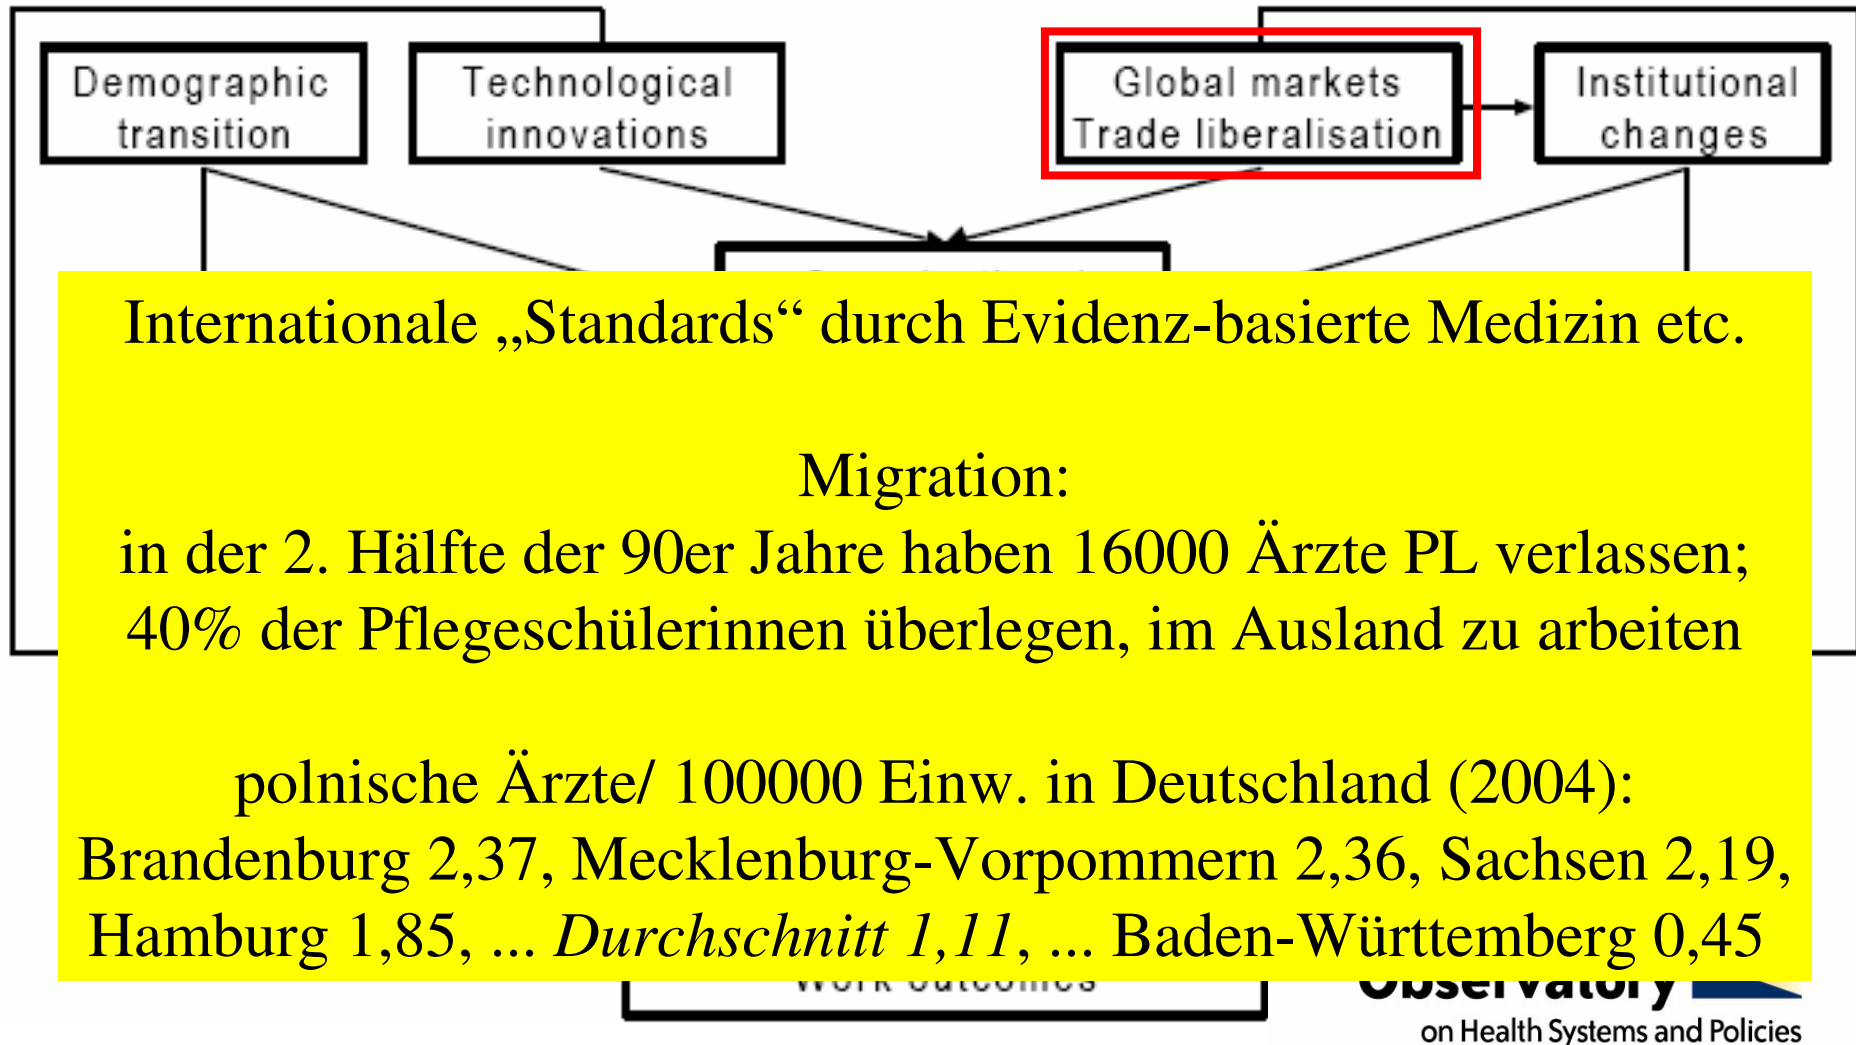 Demographic
transition
Technological
innovations
Global markets
Trade liberalisation
Institutional
changes
Internationale „Standards“ durch Evidenz-basierte Medizin etc.
Migration:
in der 2. Hälfte der 90er Jahre haben 16000 Ärzte PL verlassen;
40% der Pflegeschülerinnen überlegen, im Ausland zu arbeiten
polnische Ärzte/ 100000 Einw. in Deutschland (2004):
Brandenburg 2,37, Mecklenburg-Vorpommern 2,36, Sachsen 2,19,
Hamburg 1,85, ... Durchschnitt 1,11, ... Baden-Württemberg 0,45
Work outcomes
Observatory
on Health Systems and Policies